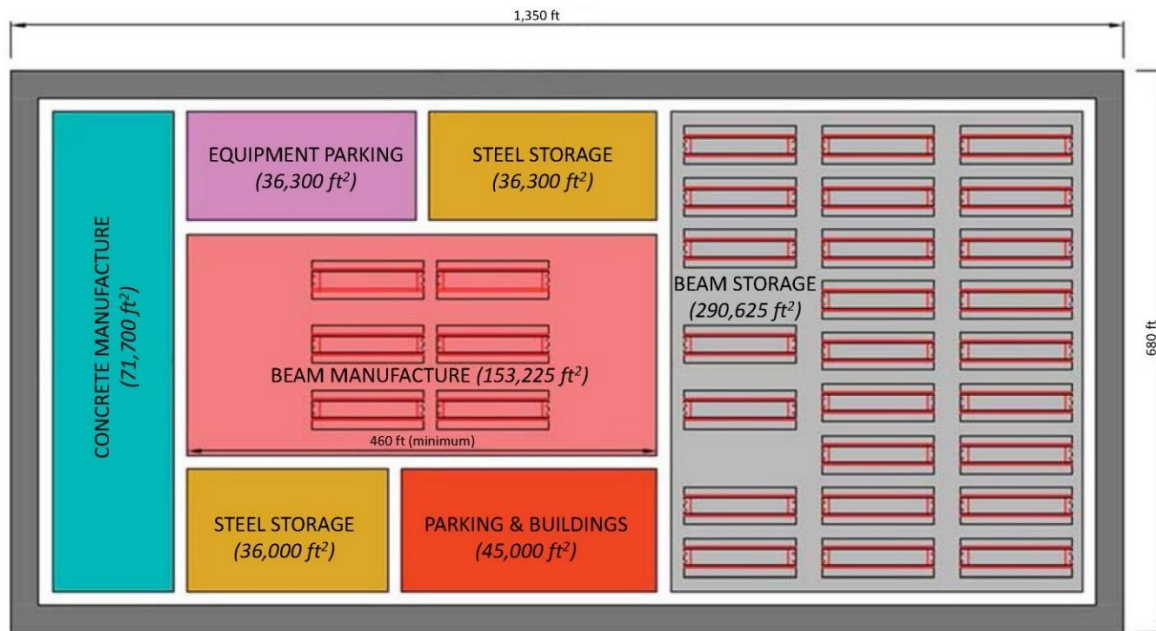 1,350 ft
680 ft
CONCRETE MANUFACTURE
(71,700 ft²)
EQUIPMENT PARKING
(36,300 ft²)
STEEL STORAGE
(36,300 ft²)
BEAM STORAGE
(290,625 ft²)
BEAM MANUFACTURE (153,225 ft²)
460 ft (minimum)
STEEL STORAGE
(36,000 ft²)
PARKING & BUILDINGS
(45,000 ft²)